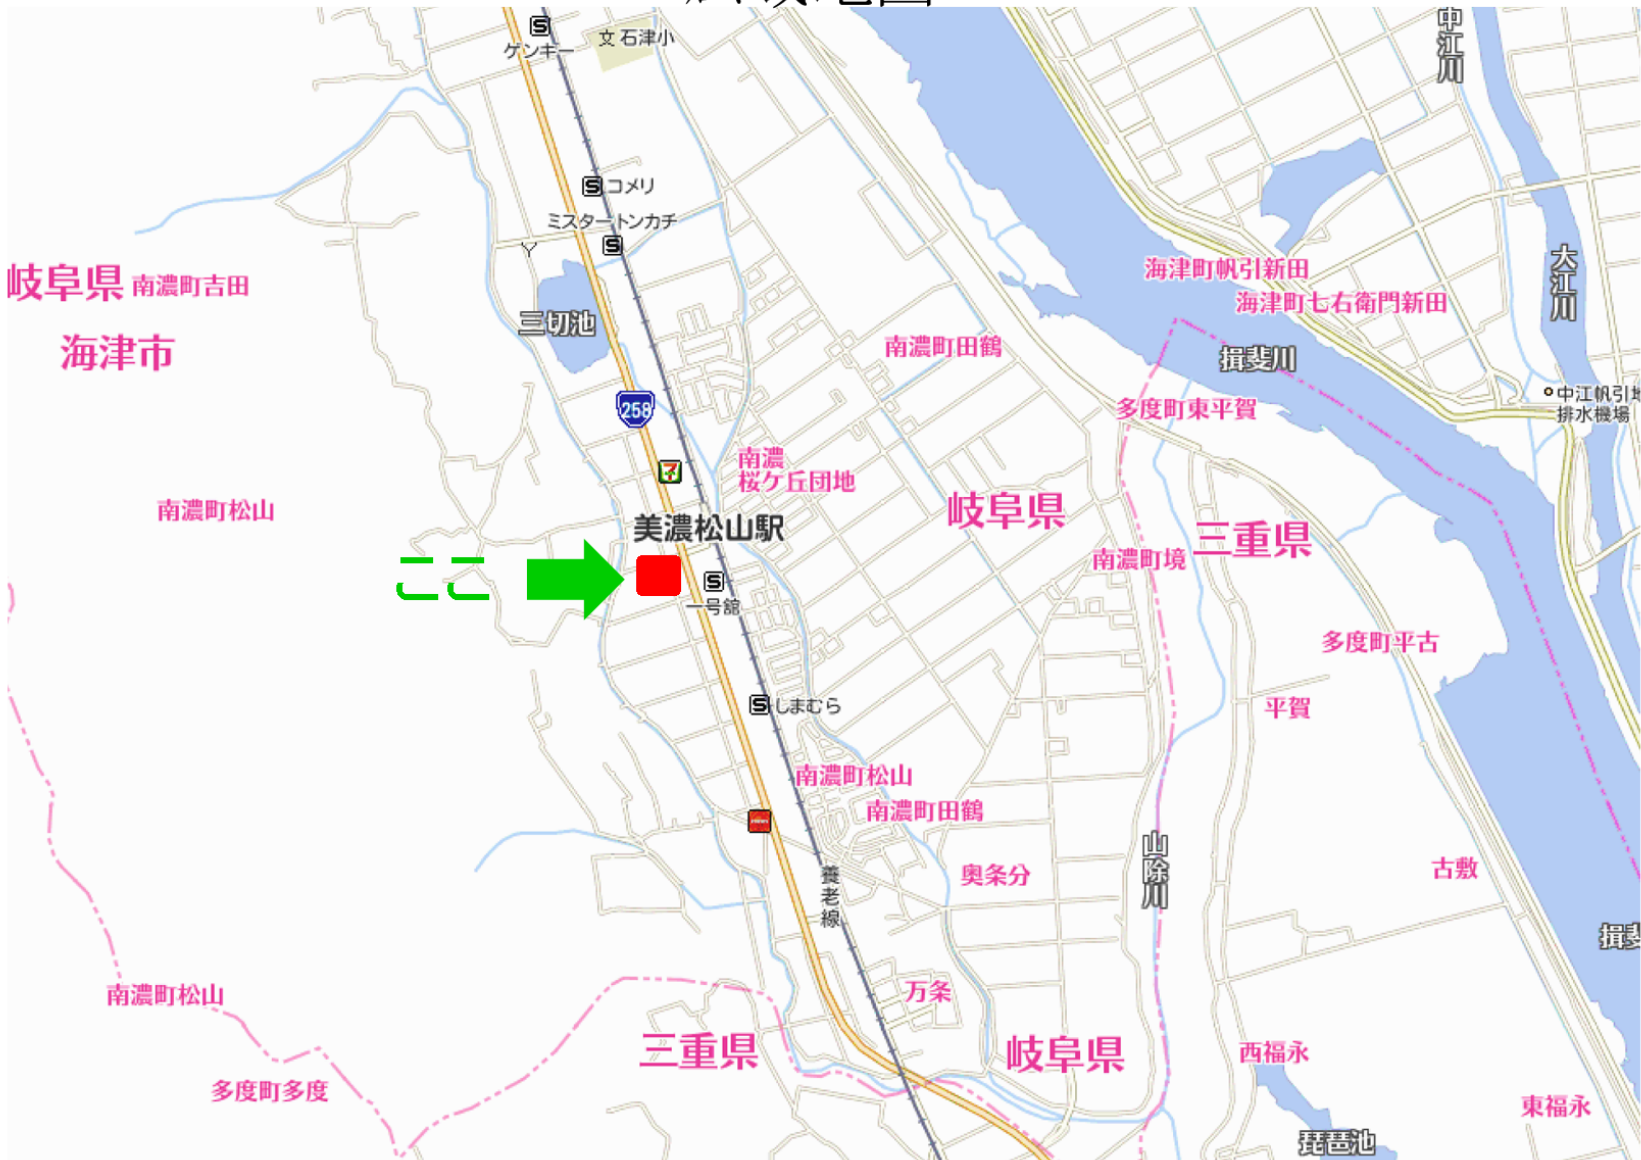 広域地図
中江川
ゲンキー
文 石津小
コメリ
ミスタートンカチ
岐阜県 南濃町吉田
海津市
三切池
海津町帆引新田
海津町七右衛門新田
大江川
南濃町田鶴
揖斐川
258
多度町東平賀
中江帆引地
排水機場
南濃
桜ケ丘団地
7
南濃町松山
岐阜県
美濃松山駅
三重県
南濃町境
ここ
S
一号舘
多度町平古
しまむら
平賀
南濃町松山
南濃町田鶴
山除川
養老線
奥条分
古敷
揖斐
南濃町松山
万条
三重県
岐阜県
西福永
多度町多度
東福永
琵琶池